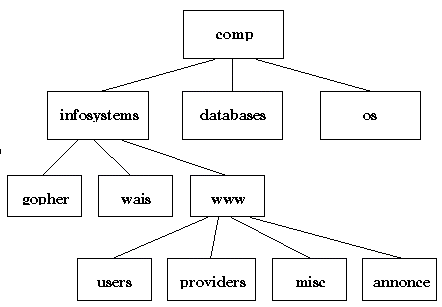 comp
infosystems
databases
os
gopher
wais
www
users
providers
misc
annonce